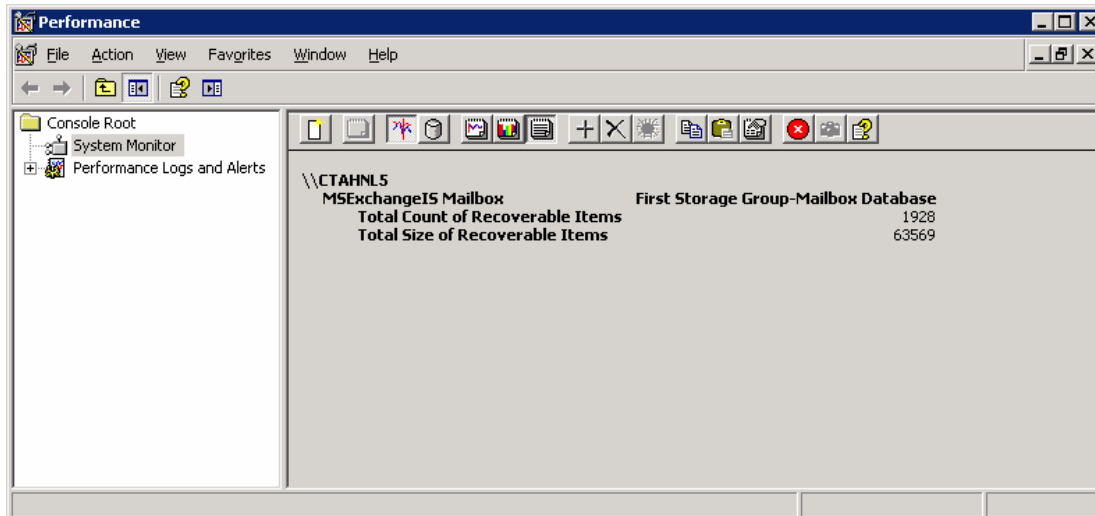 Performance
File Action View Favorites Window Help
Console Root
System Monitor
Performance Logs and Alerts
\\CTAHNL5
MSExchangeIS Mailbox First Storage Group-Mailbox Database
Total Count of Recoverable Items 1928
Total Size of Recoverable Items 63569